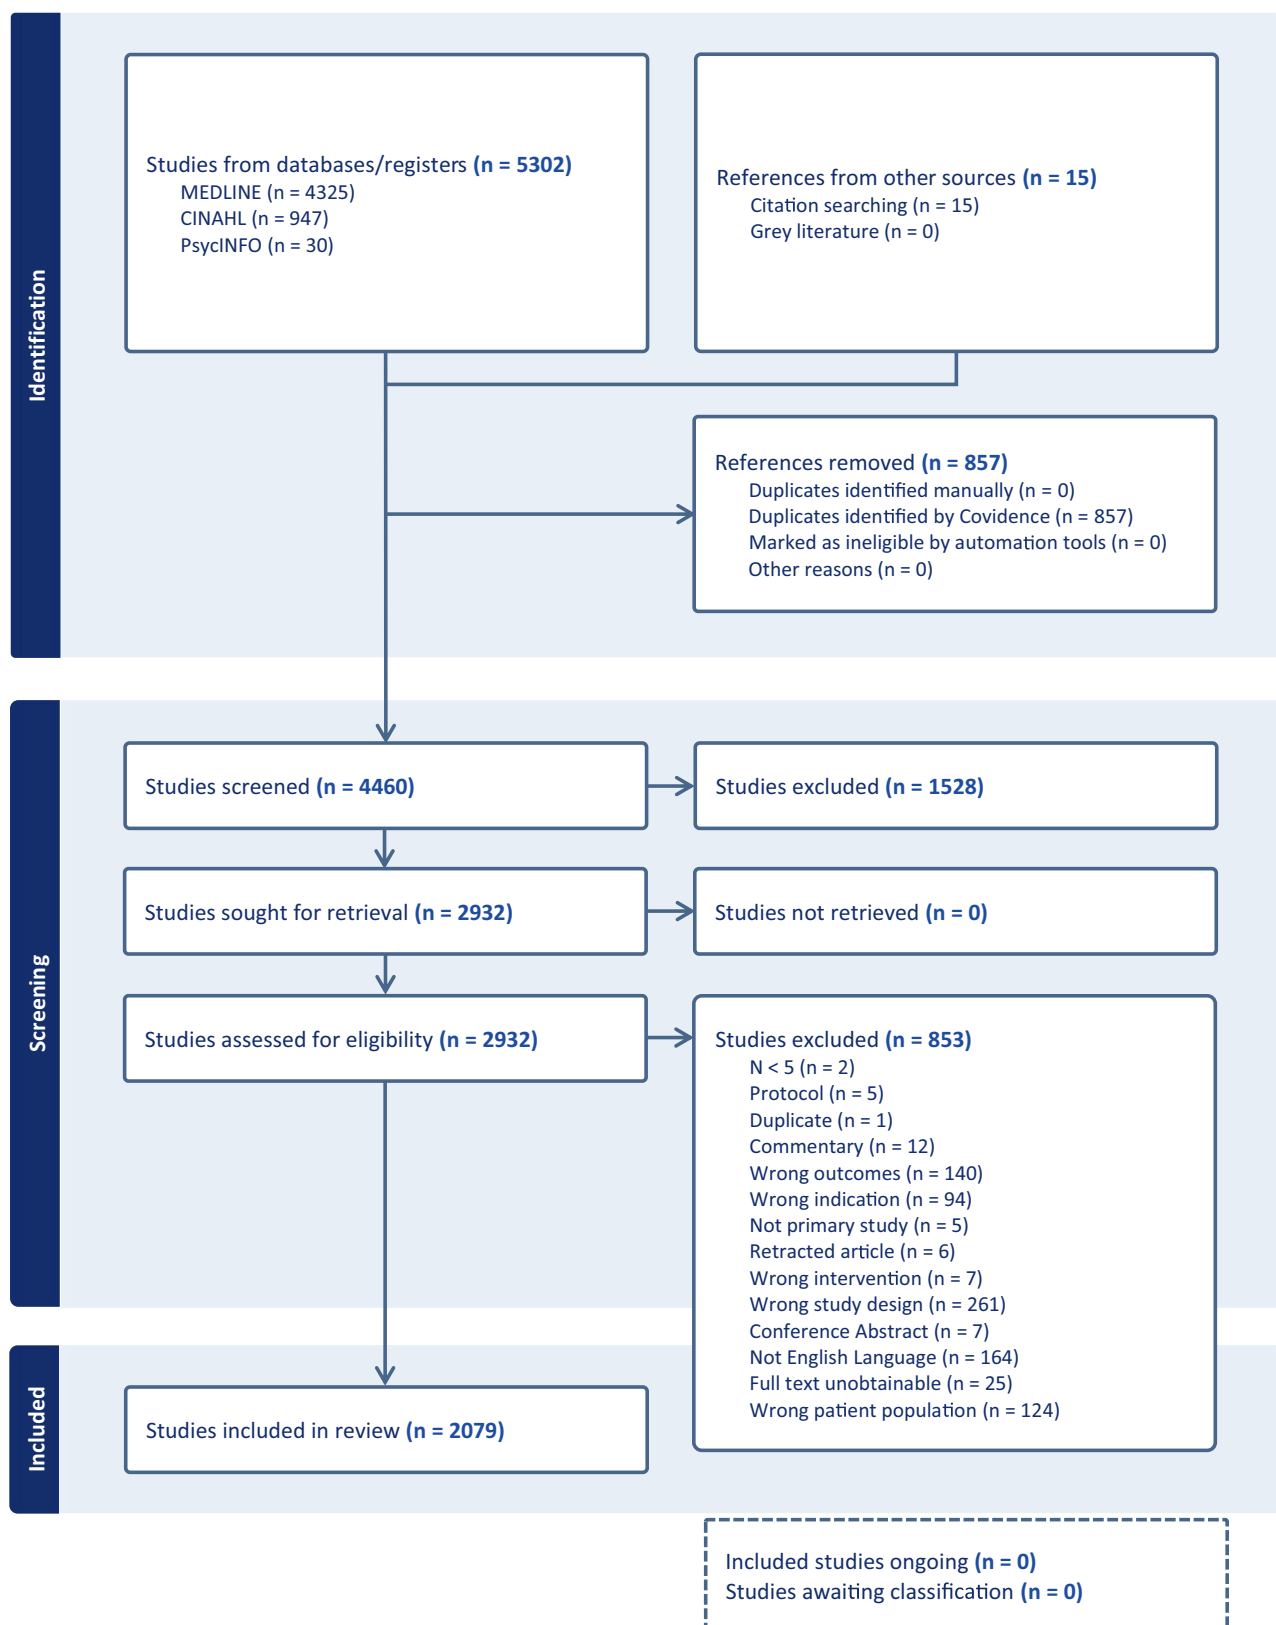 Identification
Studies from databases/registers (n = 5302)
MEDLINE (n = 4325)
CINAHL (n = 947)
PsycINFO (n = 30)
References from other sources (n = 15)
Citation searching (n = 15)
Grey literature (n = 0)
References removed (n = 857)
Duplicates identified manually (n = 0)
Duplicates identified by Covidence (n = 857)
Marked as ineligible by automation tools (n = 0)
Other reasons (n = 0)
Screening
Studies screened (n = 4460)
Studies excluded (n = 1528)
Studies sought for retrieval (n = 2932)
Studies not retrieved (n = 0)
Studies assessed for eligibility (n = 2932)
Studies excluded (n = 853)
N < 5 (n = 2)
Protocol (n = 5)
Duplicate (n = 1)
Commentary (n = 12)
Wrong outcomes (n = 140)
Wrong indication (n = 94)
Not primary study (n = 5)
Retracted article (n = 6)
Wrong intervention (n = 7)
Wrong study design (n = 261)
Conference Abstract (n = 7)
Not English Language (n = 164)
Full text unobtainable (n = 25)
Wrong patient population (n = 124)
Included
Studies included in review (n = 2079)
Included studies ongoing (n = 0)
Studies awaiting classification (n = 0)